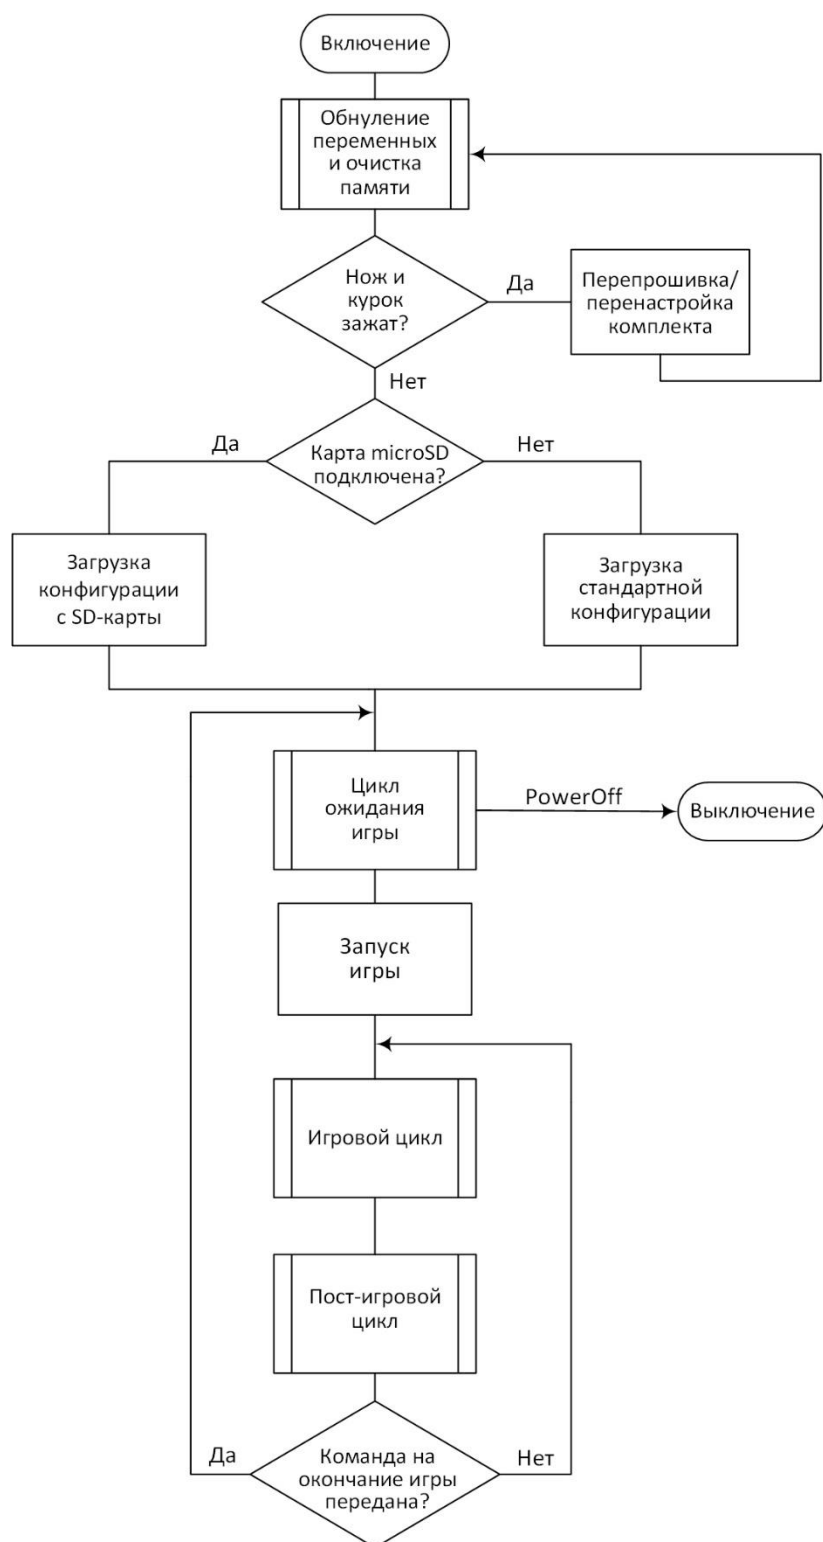 Включение
Обнуление
переменных
и очистка
памяти
Нож и
курок
зажат?
Да
Перепрошивка/
перенастройка
комплекта
Нет
Да
Карта microSD
подключена?
Нет
Загрузка
конфигурации
с SD-карты
Загрузка
стандартной
конфигурации
Цикл
ожидания
игры
PowerOff
Выключение
Запуск
игры
Игровой цикл
Пост-игровой
цикл
Да
Команда на
окончание игры
передана?
Нет